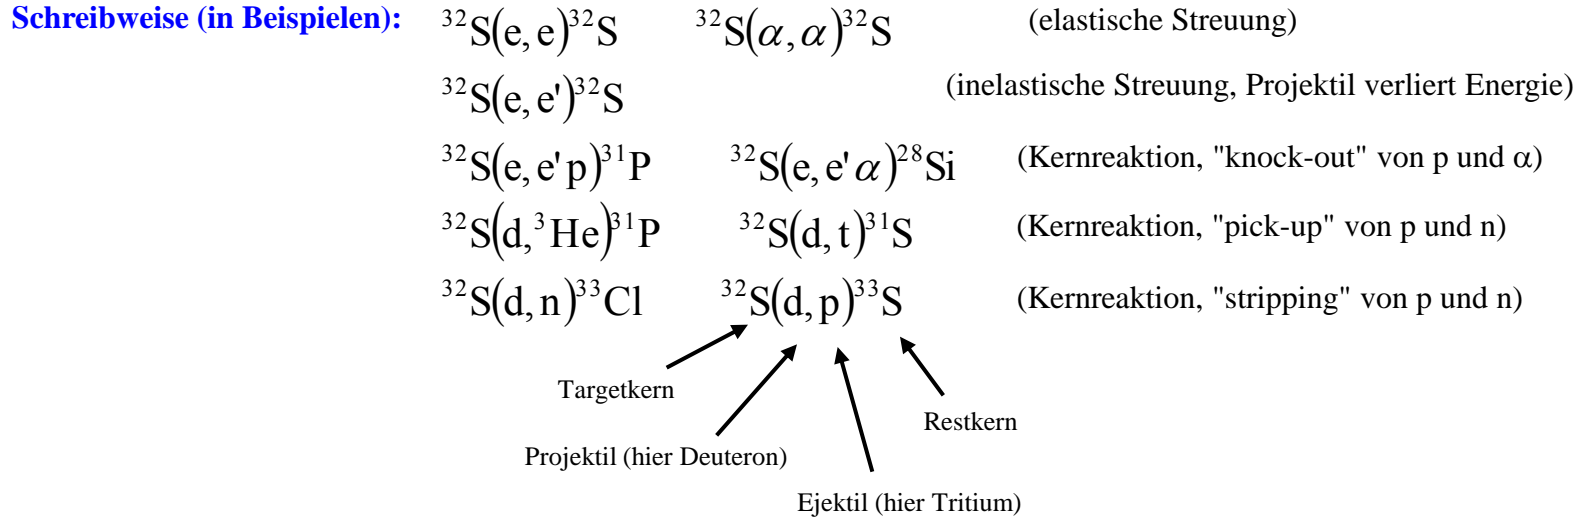 Schreibweise (in Beispielen): ³²S(e, e)³²S ³²S(α, α)³²S (elastische Streuung)
³²S(e, e')³²S (inelastische Streuung, Projektil verliert Energie)
³²S(e, e' p)³¹P ³²S(e, e' α)²⁸Si (Kernreaktion, "knock-out" von p und α)
³²S(d, ³He)³¹P ³²S(d, t)³¹S (Kernreaktion, "pick-up" von p und n)
³²S(d, n)³³Cl ³²S(d, p)³³S (Kernreaktion, "stripping" von p und n)
Targetkern
Restkern
Projektil (hier Deuteron)
Ejektil (hier Tritium)